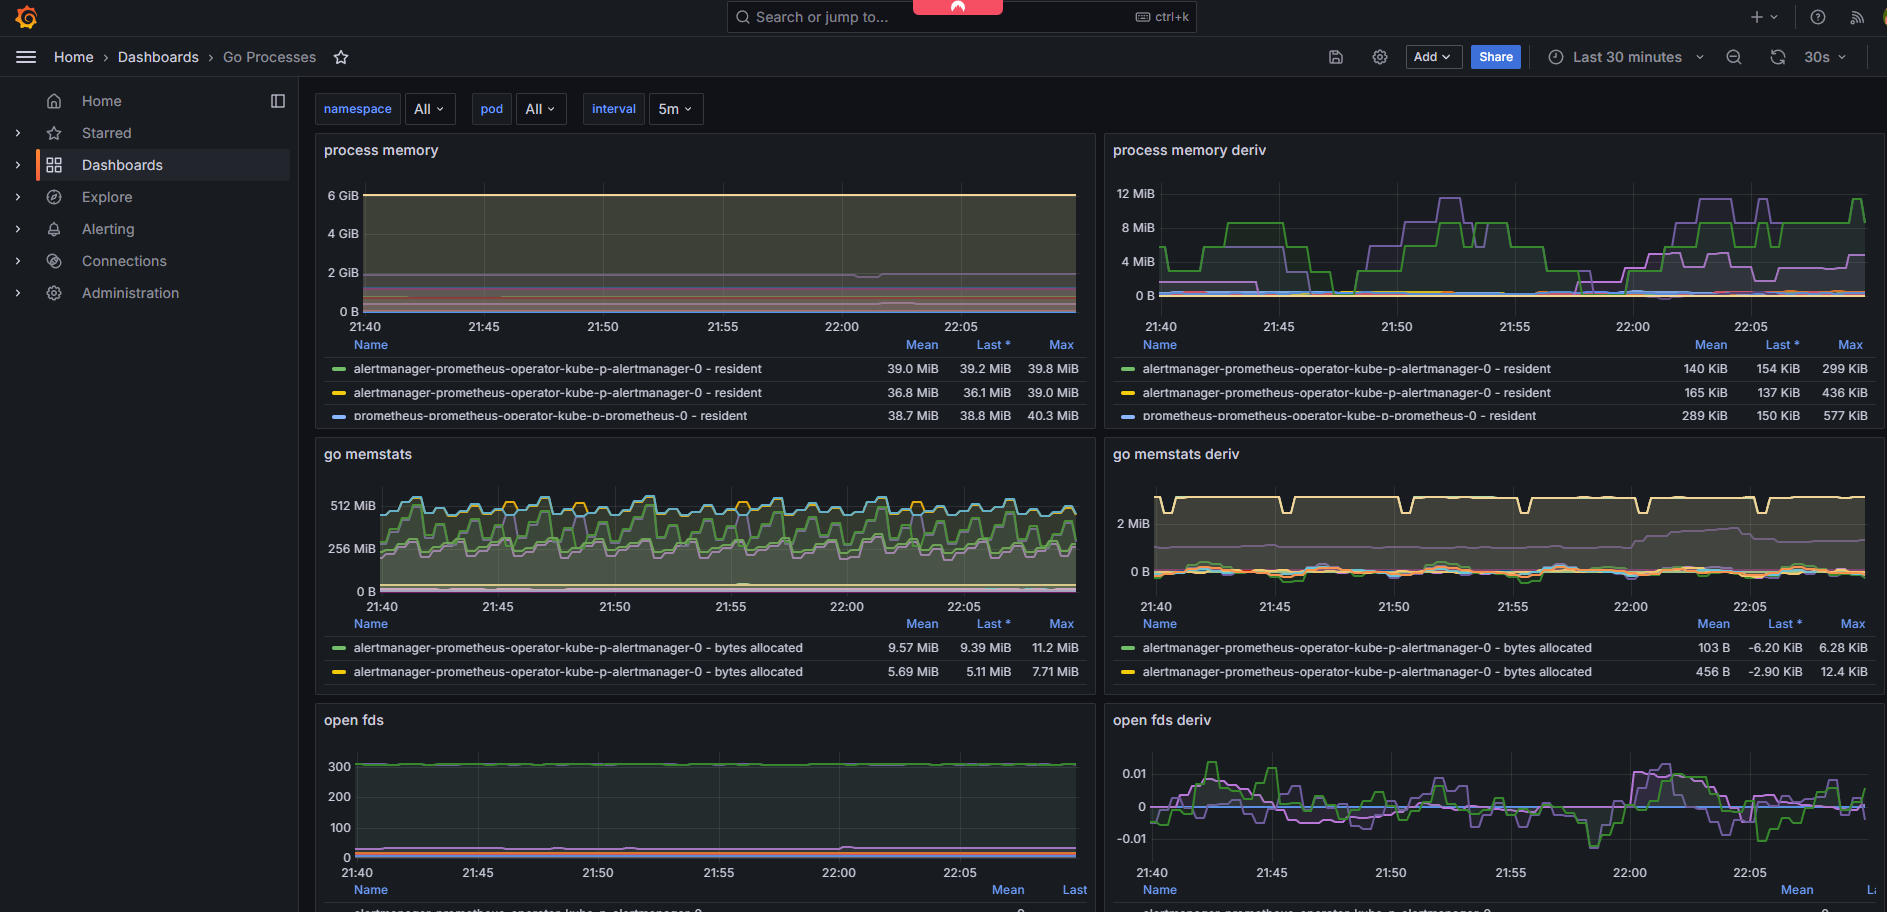 Search or jump to...
ctrl+k
Home › Dashboards › Go Processes
Add
Share
Last 30 minutes
30s
Home
Starred
Dashboards
Explore
Alerting
Connections
Administration
namespace All pod All interval 5m
process memory
6 GiB
4 GiB
2 GiB
0 B
21:40 21:45 21:50 21:55 22:00 22:05
Name Mean Last * Max
alertmanager-prometheus-operator-kube-p-alertmanager-0 - resident 39.0 MiB 39.2 MiB 39.8 MiB
alertmanager-prometheus-operator-kube-p-alertmanager-0 - resident 36.8 MiB 36.1 MiB 39.0 MiB
prometheus-prometheus-operator-kube-p-prometheus-0 - resident 38.7 MiB 38.8 MiB 40.3 MiB
process memory deriv
12 MiB
8 MiB
4 MiB
0 B
21:40 21:45 21:50 21:55 22:00 22:05
Name Mean Last * Max
alertmanager-prometheus-operator-kube-p-alertmanager-0 - resident 140 KiB 154 KiB 299 KiB
alertmanager-prometheus-operator-kube-p-alertmanager-0 - resident 165 KiB 137 KiB 436 KiB
prometheus-prometheus-operator-kube-p-prometheus-0 - resident 289 KiB 150 KiB 577 KiB
go memstats
512 MiB
256 MiB
0 B
21:40 21:45 21:50 21:55 22:00 22:05
Name Mean Last * Max
alertmanager-prometheus-operator-kube-p-alertmanager-0 - bytes allocated 9.57 MiB 9.39 MiB 11.2 MiB
alertmanager-prometheus-operator-kube-p-alertmanager-0 - bytes allocated 5.69 MiB 5.11 MiB 7.71 MiB
go memstats deriv
2 MiB
0 B
21:40 21:45 21:50 21:55 22:00 22:05
Name Mean Last * Max
alertmanager-prometheus-operator-kube-p-alertmanager-0 - bytes allocated 103 B -6.20 KiB 6.28 KiB
alertmanager-prometheus-operator-kube-p-alertmanager-0 - bytes allocated 456 B -2.90 KiB 12.4 KiB
open fds
300
200
100
0
21:40 21:45 21:50 21:55 22:00 22:05
Name Mean Last
open fds deriv
0.01
0
-0.01
21:40 21:45 21:50 21:55 22:00 22:05
Name Mean